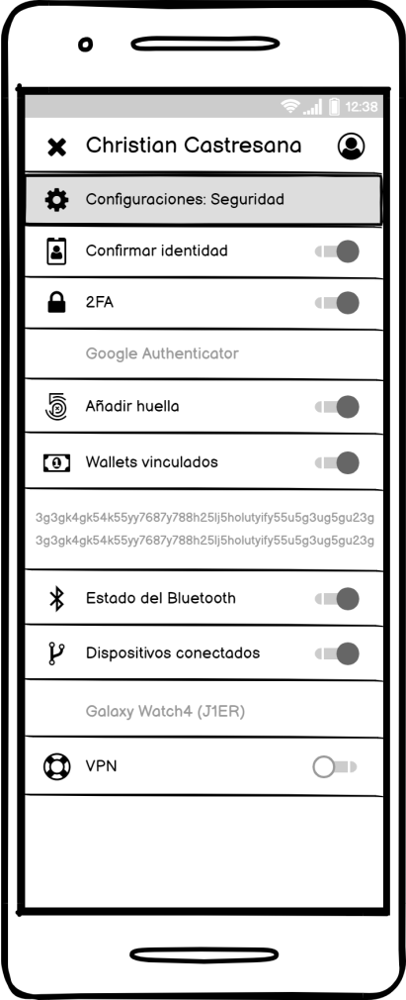 12:38
Christian Castresana
Configuraciones: Seguridad
Confirmar identidad
2FA
Google Authenticator
Añadir huella
Wallets vinculados
3g3gk4gk54k55yy7687y788h25lj5holutyify55u5g3ug5gu23g
3g3gk4gk54k55yy7687y788h25lj5holutyify55u5g3ug5gu23g
Estado del Bluetooth
Dispositivos conectados
Galaxy Watch4 (J1ER)
VPN